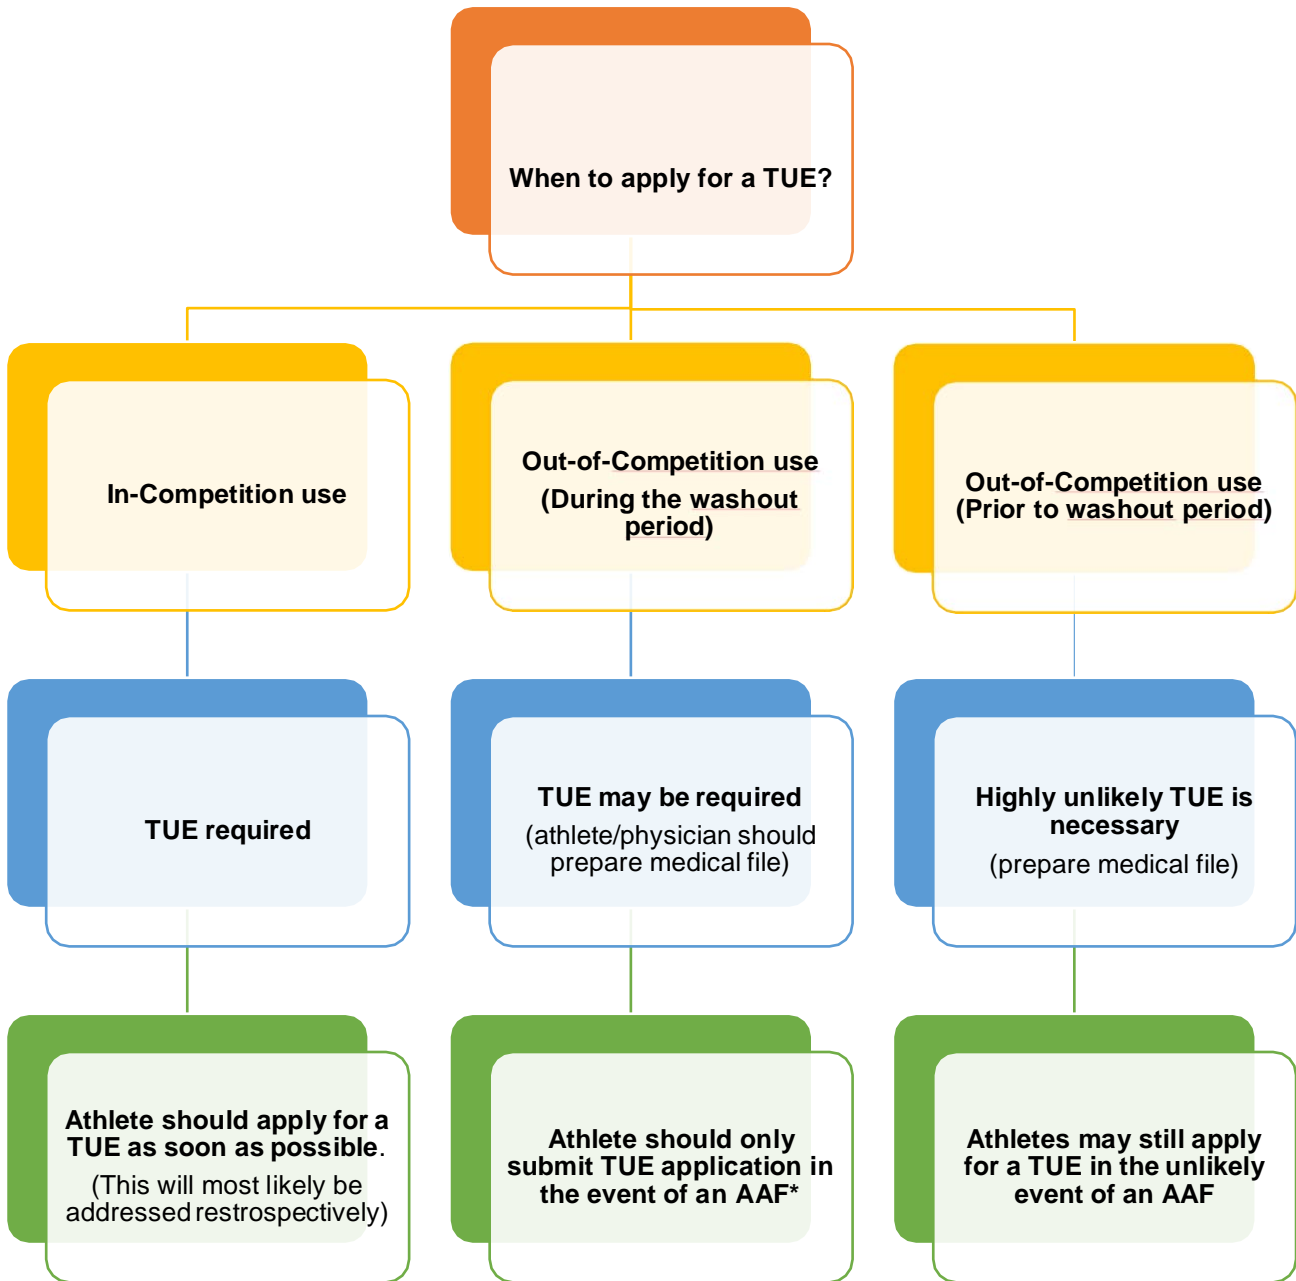 When to apply for a TUE?
In-Competition use
Out-of-Competition use
(During the washout
period)
Out-of-Competition use
(Prior to washout period)
TUE required
TUE may be required
(athlete/physician should
prepare medical file)
Highly unlikely TUE is
necessary
(prepare medical file)
Athlete should apply for a
TUE as soon as possible.
(This will most likely be
addressed restrospectively)
Athlete should only
submit TUE application in
the event of an AAF*
Athletes may still apply
for a TUE in the unlikely
event of an AAF